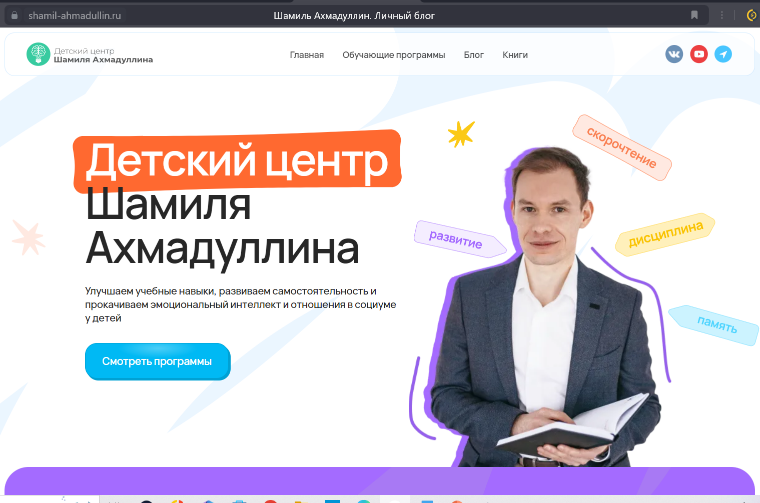 shamil-ahmadullin.ru
Шамиль Ахмадуллин. Личный блог
Детский центр
Шамиля Ахмадуллина
Главная
Обучающие программы
Блог
Книги
Детский центр
Шамиля
Ахмадуллина
скорочтение
развитие
дисциплина
память
Улучшаем учебные навыки, развиваем самостоятельность и
прокачиваем эмоциональный интеллект и отношения в социуме
у детей
Смотреть программы